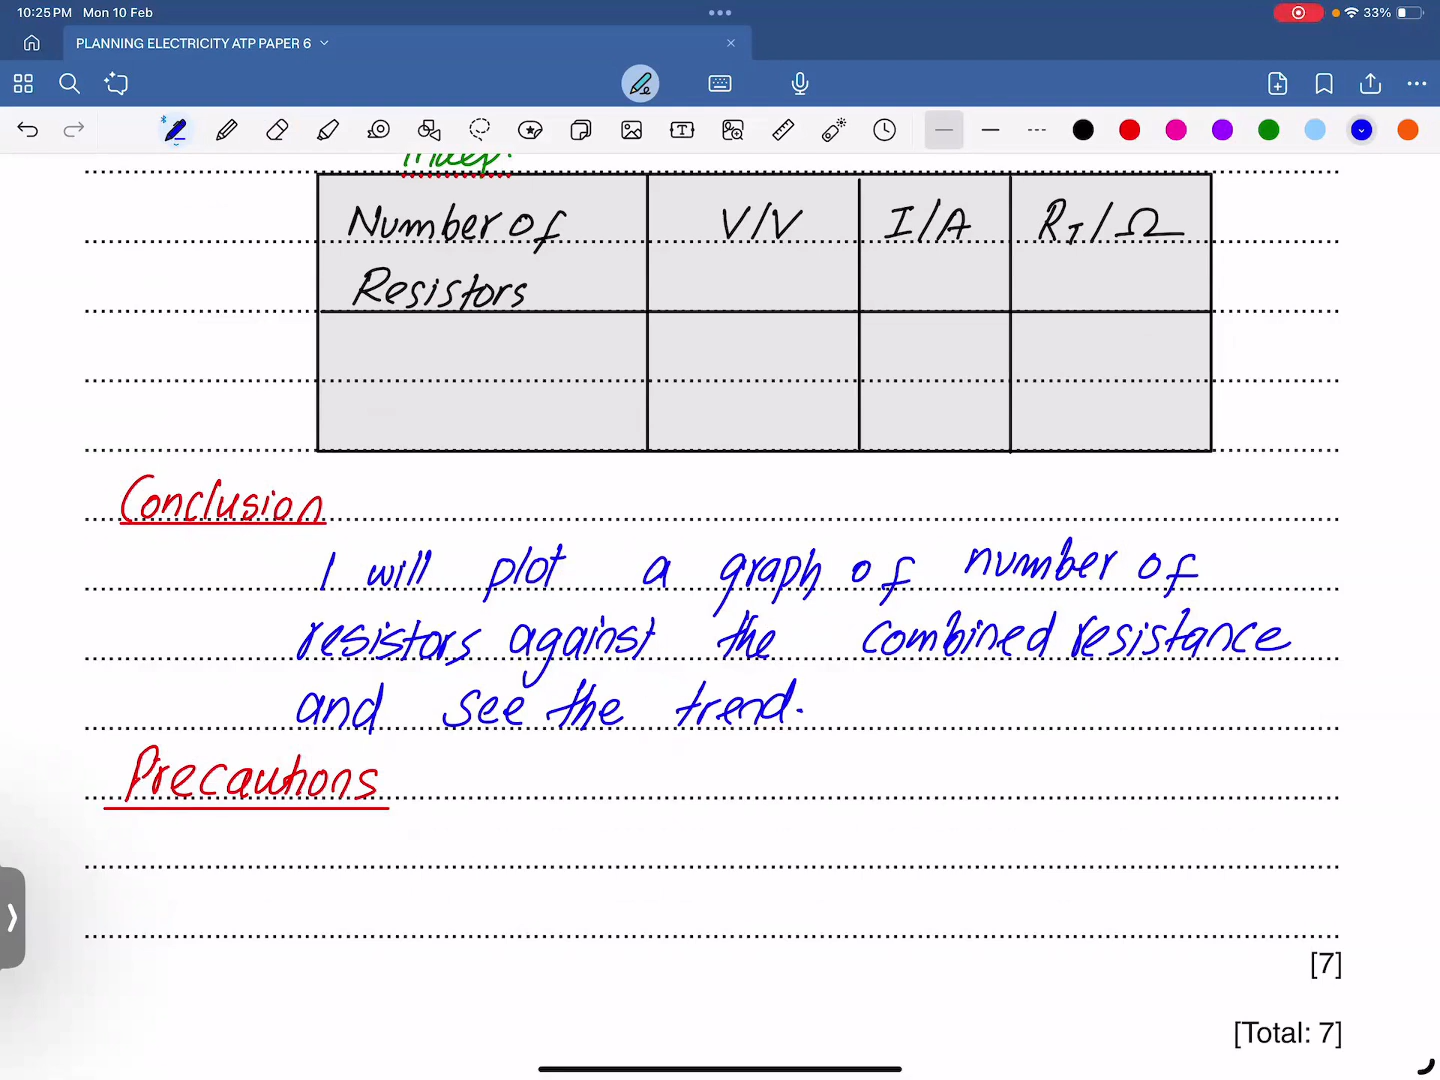 10:25 PM Mon 10 Feb
33%
PLANNING ELECTRICITY ATP PAPER 6
Indep.
Number of Resistors
V/V
I/A
R_T/Ω
Conclusion
I will plot a graph of number of
resistors against the combined resistance
and see the trend.
Precautions
[7]
[Total: 7]